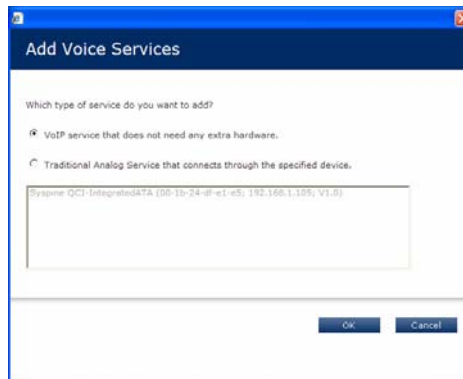 Add Voice Services
Which type of service do you want to add?
VoIP service that does not need any extra hardware.
Traditional Analog Service that connects through the specified device.
Syspine QCI-IntegratedATA (00-1b-24-df-e1-e5; 192.168.1.105; V1.0)
OK
Cancel